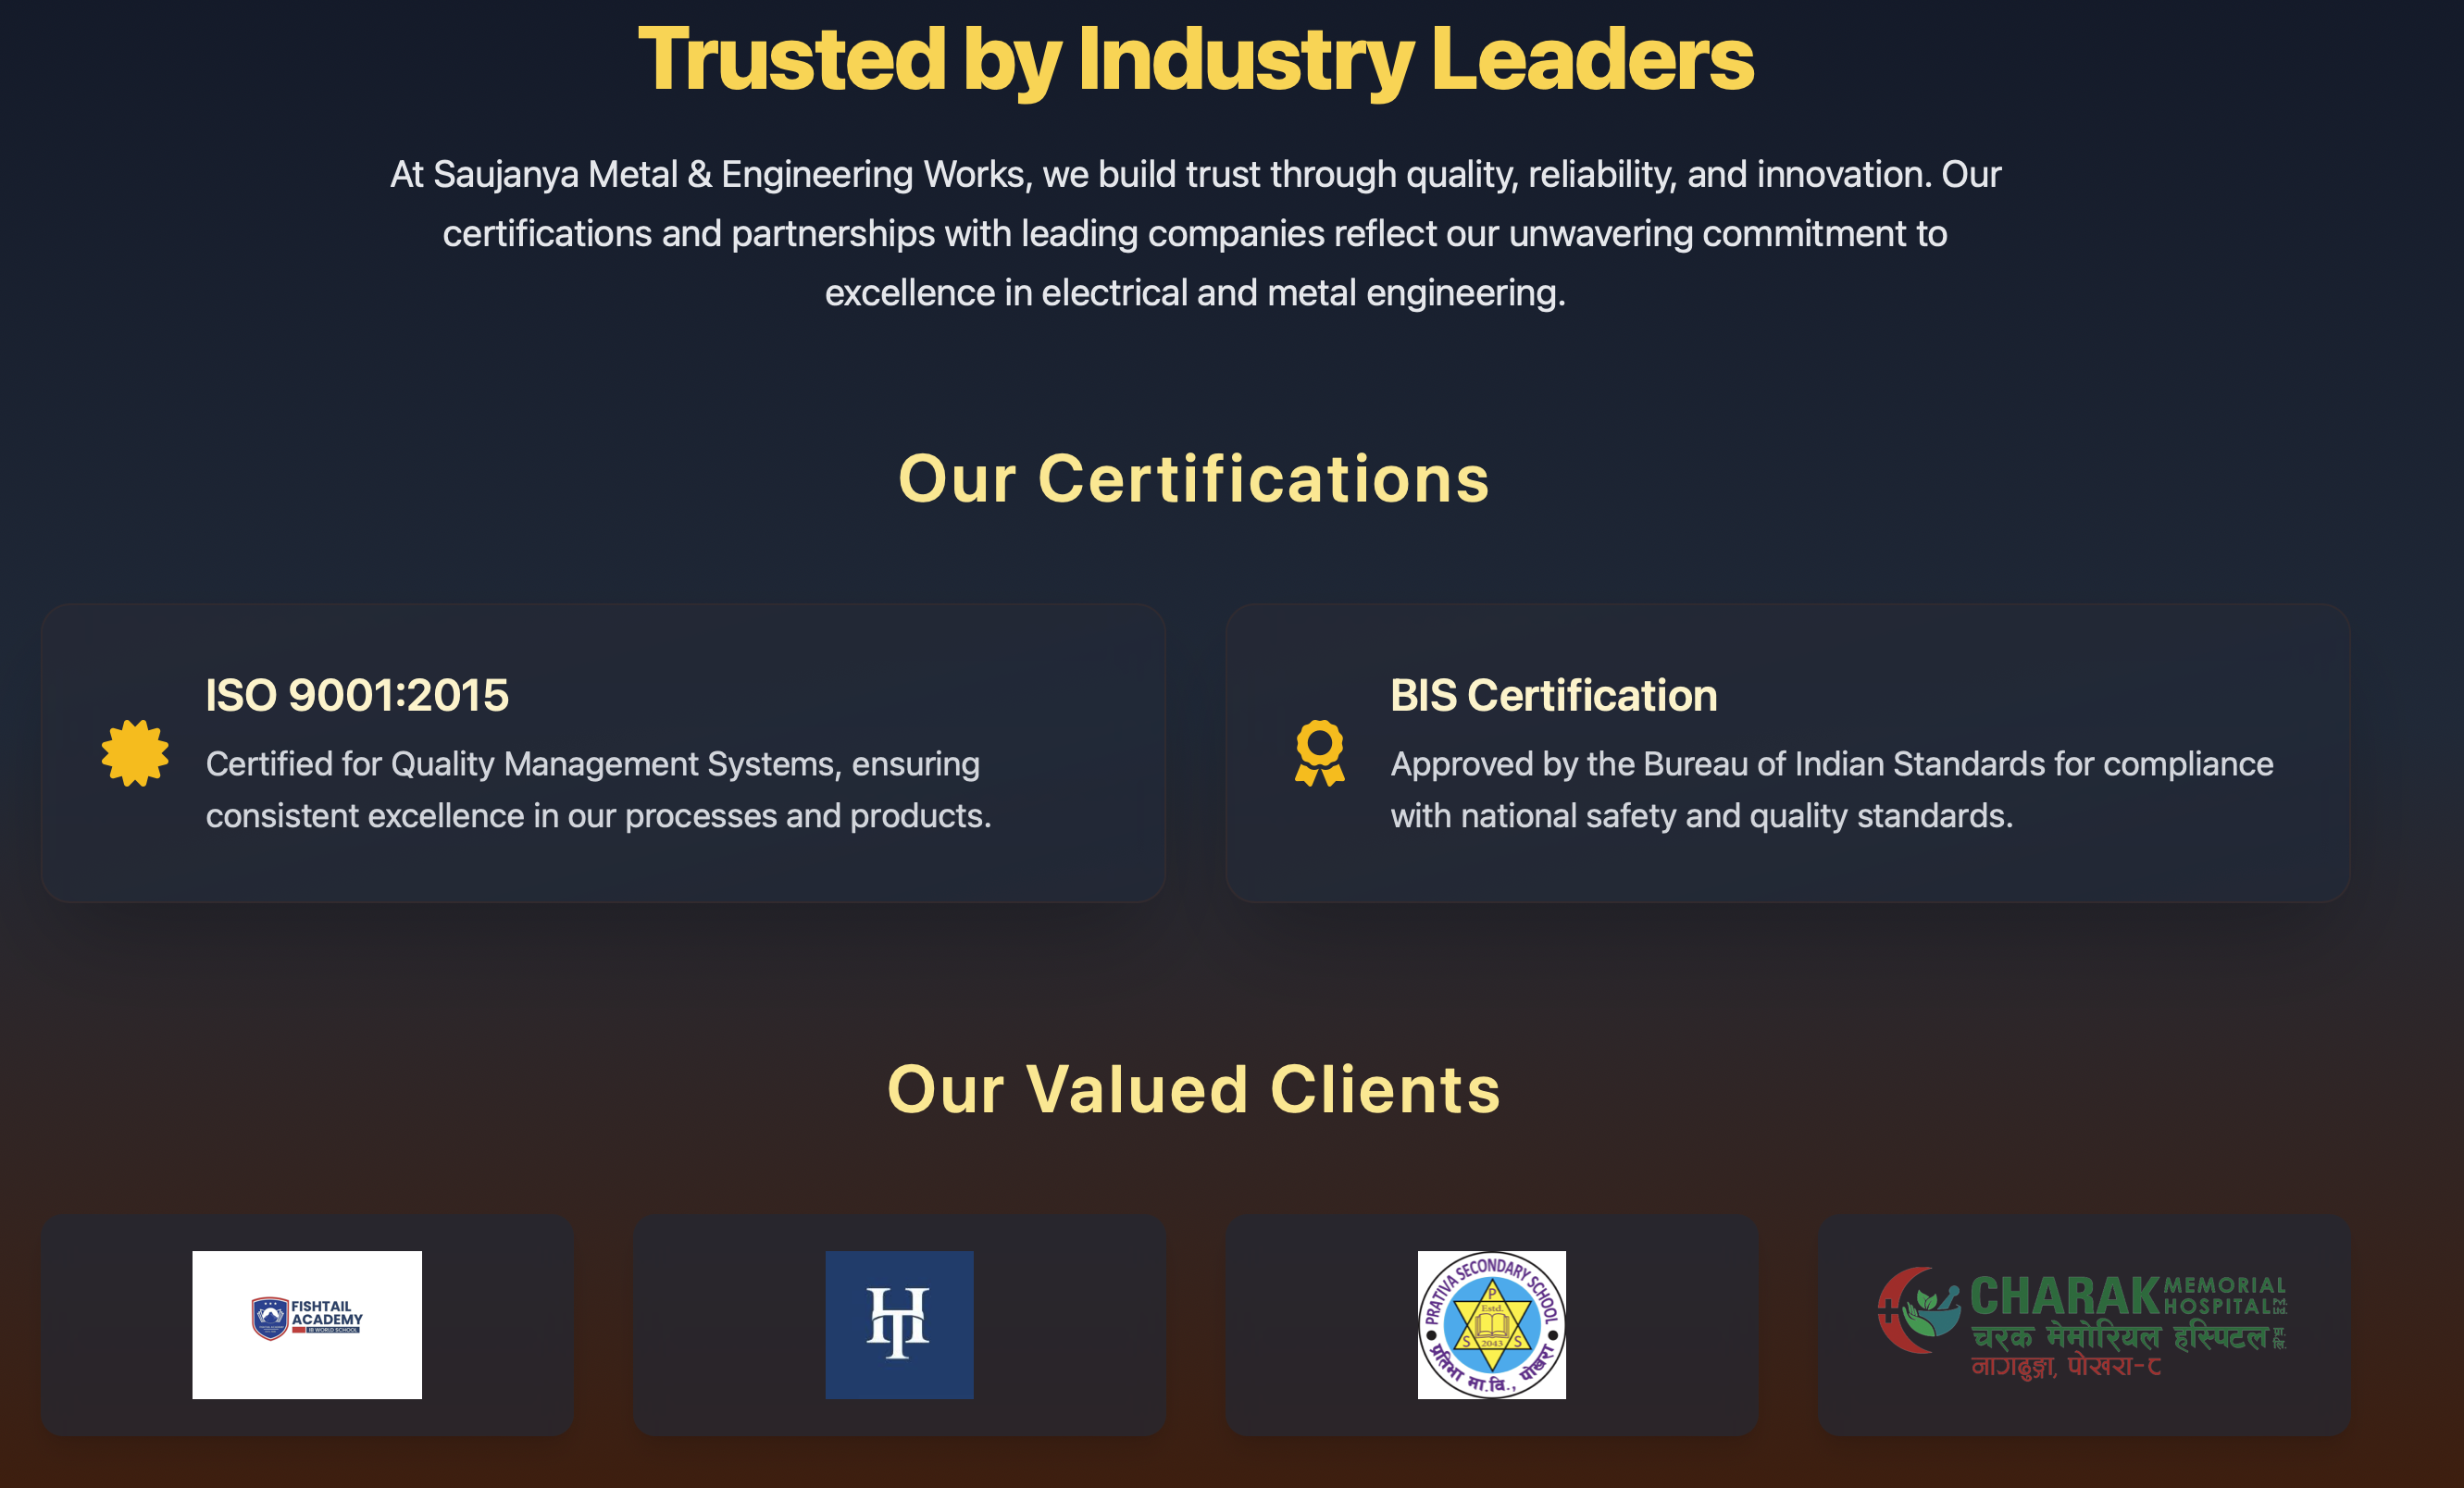 Trusted by Industry Leaders
At Saujanya Metal & Engineering Works, we build trust through quality, reliability, and innovation. Our
certifications and partnerships with leading companies reflect our unwavering commitment to
excellence in electrical and metal engineering.
Our Certifications
ISO 9001:2015
Certified for Quality Management Systems, ensuring
consistent excellence in our processes and products.
BIS Certification
Approved by the Bureau of Indian Standards for compliance
with national safety and quality standards.
Our Valued Clients
FISHTAIL
ACADEMY
IB WORLD SCHOOL
HT
PRATIVA SECONDARY SCHOOL
P
Estd.
S 2043 S
प्रतिभा मा.वि., पोखरा
CHARAK MEMORIAL
HOSPITAL Pvt. Ltd.
चरक मेमोरियल हस्पिटल प्रा. लि.
नागढुङ्गा, पोखरा-८